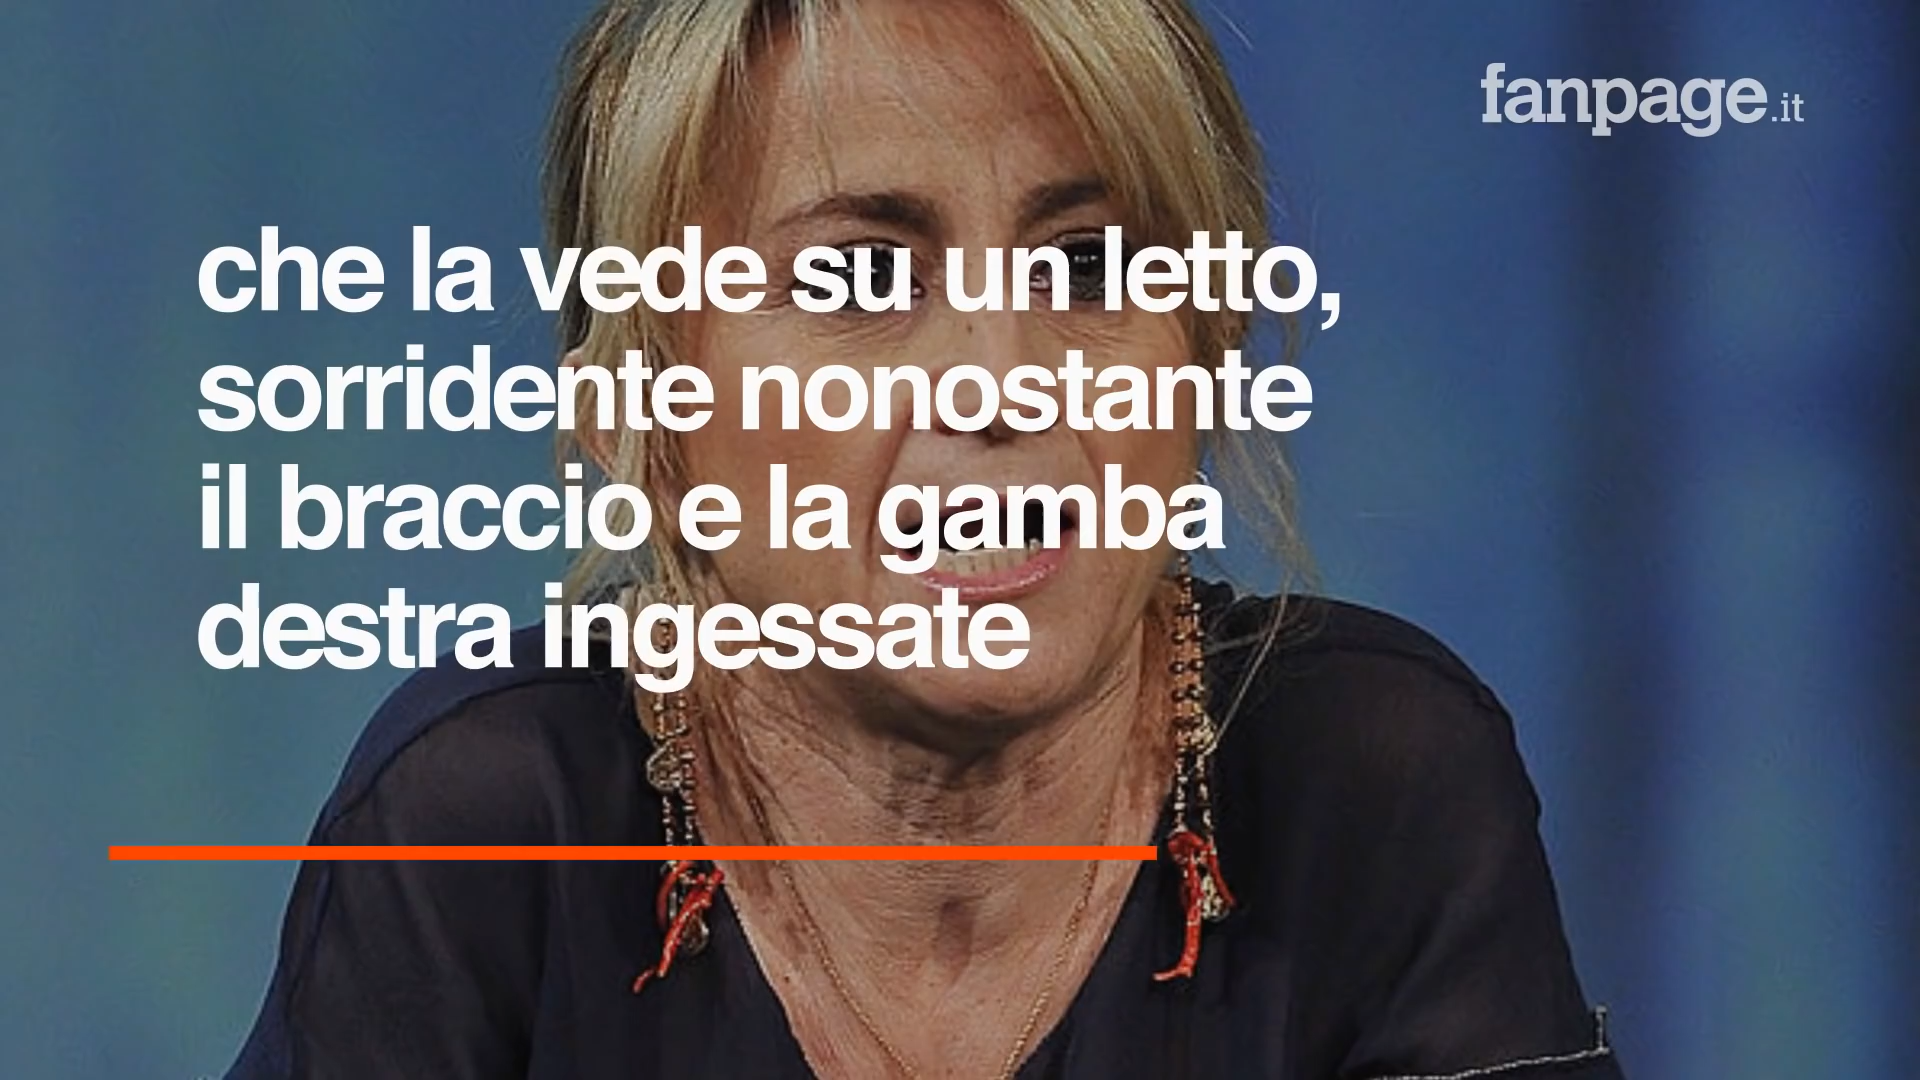 fanpage.it
che la vede su un letto,
sorridente nonostante
il braccio e la gamba
destra ingessate